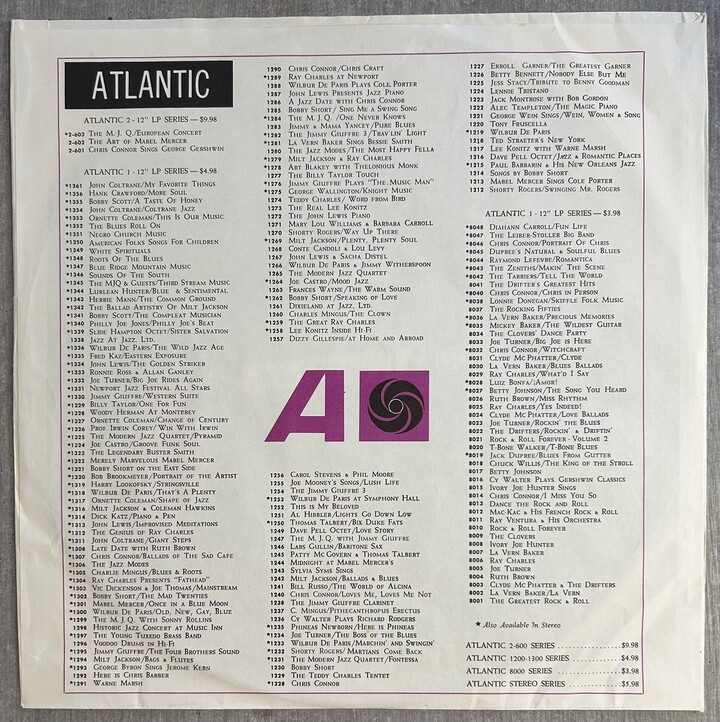 ATLANTIC
ATLANTIC 2 - 12" LP SERIES — $9.98
*2-603 The M. J. Q./European Concert
2-602 The Art of Mabel Mercer
2-601 Chris Connor Sings George Gershwin
ATLANTIC 1 - 12" LP SERIES — $4.98
*1361 John Coltrane/My Favorite Things
*1356 Hank Crawford/More Soul
*1355 Bobby Scott/A Taste Of Honey
*1354 John Coltrane/Coltrane Jazz
*1353 Ornette Coleman/This Is Our Music
*1352 The Blues Roll On
*1351 Negro Church Music
*1350 American Folk Songs For Children
*1349 White Spirituals
*1348 Roots Of The Blues
*1347 Blue Ridge Mountain Music
*1346 Sounds Of The South
*1345 The MJQ & Guests/Third Stream Music
*1344 Lurlean Hunter/Blue & Sentimental
*1343 Herbie Mann/The Common Ground
*1342 The Ballad Artistry Of Milt Jackson
*1341 Bobby Scott/The Compleat Musician
*1340 Philly Joe Jones/Philly Joe's Beat
*1339 Slide Hampton Octet/Sister Salvation
1338 Jazz At Jazz, Ltd.
*1336 Wilbur De Paris/The Wild Jazz Age
*1335 Fred Kaz/Eastern Exposure
*1334 John Lewis/The Golden Striker
*1333 Ronnie Ross & Allan Ganley
*1332 Joe Turner/Big Joe Rides Again
*1331 Newport Jazz Festival All Stars
*1330 Jimmy Giuffre/Western Suite
*1329 Billy Taylor/One For Fun
*1328 Woody Herman At Monterey
*1327 Ornette Coleman/Change of Century
*1326 Prof. Irwin Corey/Win With Irwin
*1325 The Modern Jazz Quartet/Pyramid
*1324 Joe Castro/Groove Funk Soul
*1323 The Legendary Buster Smith
*1322 Merely Marvelous Mabel Mercer
*1321 Bobby Short on the East Side
*1320 Bob Brookmeyer/Portrait of the Artist
*1319 Harry Lookofsky/Stringsville
*1318 Wilbur De Paris/That's A Plenty
*1317 Ornette Coleman/Shape of Jazz
*1316 Milt Jackson & Coleman Hawkins
*1314 Dick Katz/Piano & Pen
*1313 John Lewis/Improvised Meditations
*1312 The Genius of Ray Charles
*1311 John Coltrane/Giant Steps
*1308 Late Date with Ruth Brown
*1307 Chris Connor/Ballads of The Sad Cafe
*1306 The Jazz Modes
*1305 Charlie Mingus/Blues & Roots
*1304 Ray Charles Presents "Fathead"
*1303 Vic Dickenson & Joe Thomas/Mainstream
*1302 Bobby Short/The Mad Twenties
*1301 Mabel Mercer/Once in a Blue Moon
*1300 Wilbur De Paris/Old, New, Gay, Blue
*1299 The M. J. Q. With Sonny Rollins
*1298 Historic Jazz Concert at Music Inn
*1297 The Young Tuxedo Brass Band
*1296 Voodoo Drums in Hi-Fi
*1295 Jimmy Giuffre/The Four Brothers Sound
*1294 Milt Jackson/Bags & Flutes
1293 George Byron Sings Jerome Kern
1292 Here is Chris Barber
*1291 Warne Marsh
1290 Chris Connor/Chris Craft
*1289 Ray Charles at Newport
1288 Wilbur De Paris Plays Cole Porter
1287 John Lewis Presents Jazz Piano
*1286 A Jazz Date with Chris Connor
*1285 Bobby Short/Sing Me a Swing Song
*1284 The M. J. Q./One Never Knows
1283 Jimmy & Mama Yancey/Pure Blues
*1282 The Jimmy Giuffre 3/Trav'lin' Light
*1281 La Vern Baker Sings Bessie Smith
*1280 The Jazz Modes/The Most Happy Fella
*1279 Milt Jackson & Ray Charles
*1278 Art Blakey with Thelonious Monk
*1277 The Billy Taylor Touch
*1276 Jimmy Giuffre Plays "The Music Man"
*1275 George Wallington/Knight Music
*1274 Teddy Charles/ Word from Bird
*1273 The Real Lee Konitz
*1272 The John Lewis Piano
*1271 Mary Lou Williams & Barbara Carroll
1270 Shorty Rogers/Way Up There
*1269 Milt Jackson/Plenty, Plenty Soul
1268 Conte Candoli & Lou Levy
*1267 John Lewis & Sacha Distel
*1266 Wilbur De Paris & Jimmy Witherspoon
*1265 The Modern Jazz Quartet
*1264 Joe Castro/Mood Jazz
1263 Frances Wayne/The Warm Sound
*1262 Bobby Short/Speaking of Love
1261 Dixieland at Jazz/Ltd.
*1260 Charles Mingus/The Clown
*1259 The Great Ray Charles
*1258 Lee Konitz Inside Hi-Fi
*1257 Dizzy Gillespie/at Home and Abroad
A
1256 Carol Stevens & Phil Moore
1255 Joe Mooney's Songs/Lush Life
*1254 The Jimmy Giuffre 3
*1253 Wilbur De Paris at Symphony Hall
1252 This is My Beloved
*1251 Al Hibbler/Lights Go Down Low
*1250 Thomas Talbert/Bix Duke Fats
*1249 Dave Pell Octet/Love Story
*1247 The M. J. Q. with Jimmy Giuffre
1246 Lars Gullin/Baritone Sax
*1245 Patty McGovern & Thomas Talbert
*1244 Midnight at Mabel Mercer's
*1243 Sylvia Syms Sings
*1242 Milt Jackson/Ballads & Blues
*1241 Bill Russo/The World of Alcina
*1240 Chris Connor/Loves Me, Loves Me Not
*1238 The Jimmy Giuffre Clarinet
*1237 C. Mingus/Pithecanthropus Erectus
*1236 Cy Walter Plays Richard Rodgers
*1235 Phineas Newborn/Here is Phineas
*1234 Joe Turner/The Boss of the Blues
*1233 Wilbur De Paris/Marchin' and Swingin'
*1232 Shorty Rogers/Martians Come Back
*1231 The Modern Jazz Quartet/Fontessa
*1230 Bobby Short
*1229 The Teddy Charles Tentet
*1228 Chris Connor
1227 Erroll Garner/The Greatest Garner
1226 Betty Bennett/Nobody Else But Me
1225 Jess Stacy/Tribute to Benny Goodman
1224 Lennie Tristano
1223 Jack Montrose with Bob Gordon
1222 Alec Templeton/The Magic Piano
1221 George Wein Sings/Wein, Women & Song
1220 Tony Fruscella
*1219 Wilbur De Paris
1218 Ted Straeter's New York
1217 Lee Konitz with Warne Marsh
*1216 Dave Pell Octet/Jazz & Romantic Places
*1215 Paul Barbarin & His New Orleans Jazz
1214 Songs by Bobby Short
1213 Mabel Mercer Sings Cole Porter
*1212 Shorty Rogers/Swinging Mr. Rogers
ATLANTIC 1 - 12" LP SERIES — $3.98
*8048 Diahann Carroll/Fun Life
*8047 The Leiber-Stoller Big Band
*8046 Chris Connor/Portrait Of Chris
*8045 Dupree's Natural & Soulful Blues
*8044 Raymond Lefevre/Romantica
*8043 The Zeniths/Makin' The Scene
*8042 The Tarriers/Tell The World
8041 The Drifter's Greatest Hits
*8040 Chris Connor/Chris in Person
*8038 Lonnie Donegan/Skiffle Folk Music
8037 The Rocking Fifties
*8036 La Vern Baker/Precious Memories
*8035 Mickey Baker/The Wildest Guitar
8034 The Clovers' Dance Party
8033 Joe Turner/Big Joe is Here
*8032 Chris Connor/Witchcraft
*8031 Clyde McPhatter/Clyde
*8030 La Vern Baker/Blues Ballads
*8029 Ray Charles/What'd I Say
*8028 Luiz Bonfa/¡Amor!
*8027 Betty Johnson/The Song You Heard
*8026 Ruth Brown/Miss Rhythm
8025 Ray Charles/Yes Indeed!
8024 Clyde McPhatter/Love Ballads
8023 Joe Turner/Rockin' the Blues
8022 The Drifters/Rockin' & Driftin'
8021 Rock & Roll Forever - Volume 2
8020 T-Bone Walker/T-Bone Blues
*8019 Jack Dupree/Blues From Gutter
8018 Chuck Willis/The King of the Stroll
8017 Betty Johnson
8016 Cy Walter Plays Gershwin Classics
8015 Ivory Joe Hunter Sings
8014 Chris Connor/I Miss You So
8013 Dance the Rock and Roll
8012 Mac-Kac & His French Rock & Roll
8011 Ray Ventura & His Orchestra
8010 Rock & Roll Forever
8009 The Clovers
8008 Ivory Joe Hunter
8007 La Vern Baker
8006 Ray Charles
8005 Joe Turner
8004 Ruth Brown
8003 Clyde McPhatter & The Drifters
8002 La Vern Baker/La Vern
8001 The Greatest Rock & Roll
* Also Available In Stereo
ATLANTIC 2-600 SERIES $9.98
ATLANTIC 1200-1300 SERIES $4.98
ATLANTIC 8000 SERIES $3.98
ATLANTIC STEREO SERIES $5.98